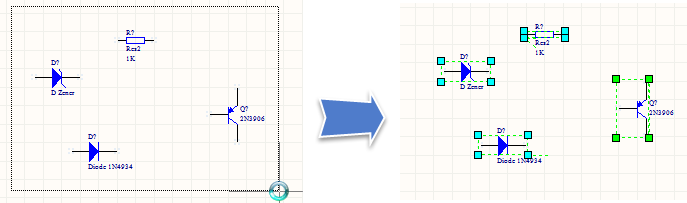 R?
Res2
1K
D?
D Zener
Q?
2N3906
D?
Diode 1N4934
R?
Res2
1K
D?
D Zener
Q?
2N3906
D?
Diode 1N4934